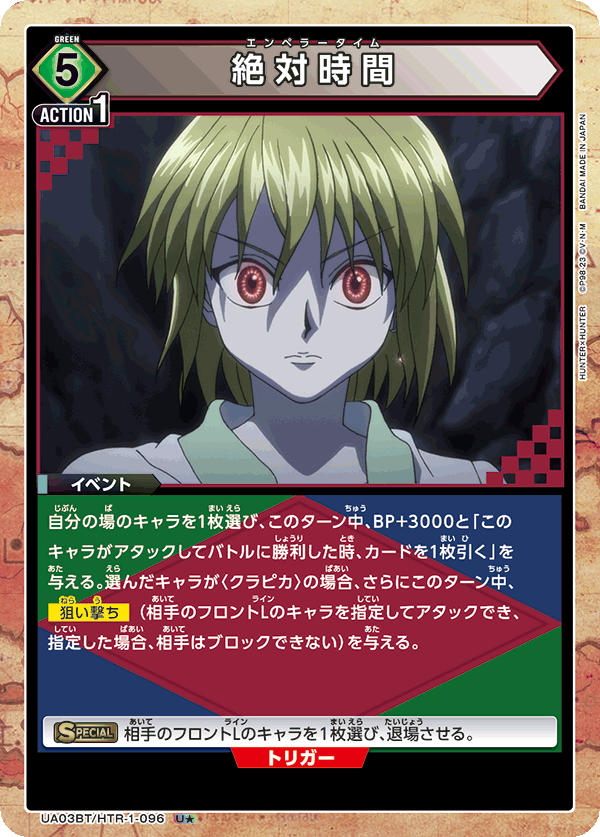 エンペラータイム
GREEN
5
絶対時間
ACTION1
HUNTER×HUNTER ©P98-23 ©V・N・M BANDAI MADE IN JAPAN
イベント
自分の場のキャラを1枚選び、このターン中、BP+3000と「この
キャラがアタックしてバトルに勝利した時、カードを1枚引く」を
与える。選んだキャラが〈クラピカ〉の場合、さらにこのターン中、
狙い撃ち (相手のフロントLのキャラを指定してアタックでき、
指定した場合、相手はブロックできない)を与える。
SPECIAL 相手のフロントLのキャラを1枚選び、退場させる。
トリガー
UA03BT/HTR-1-096 U★